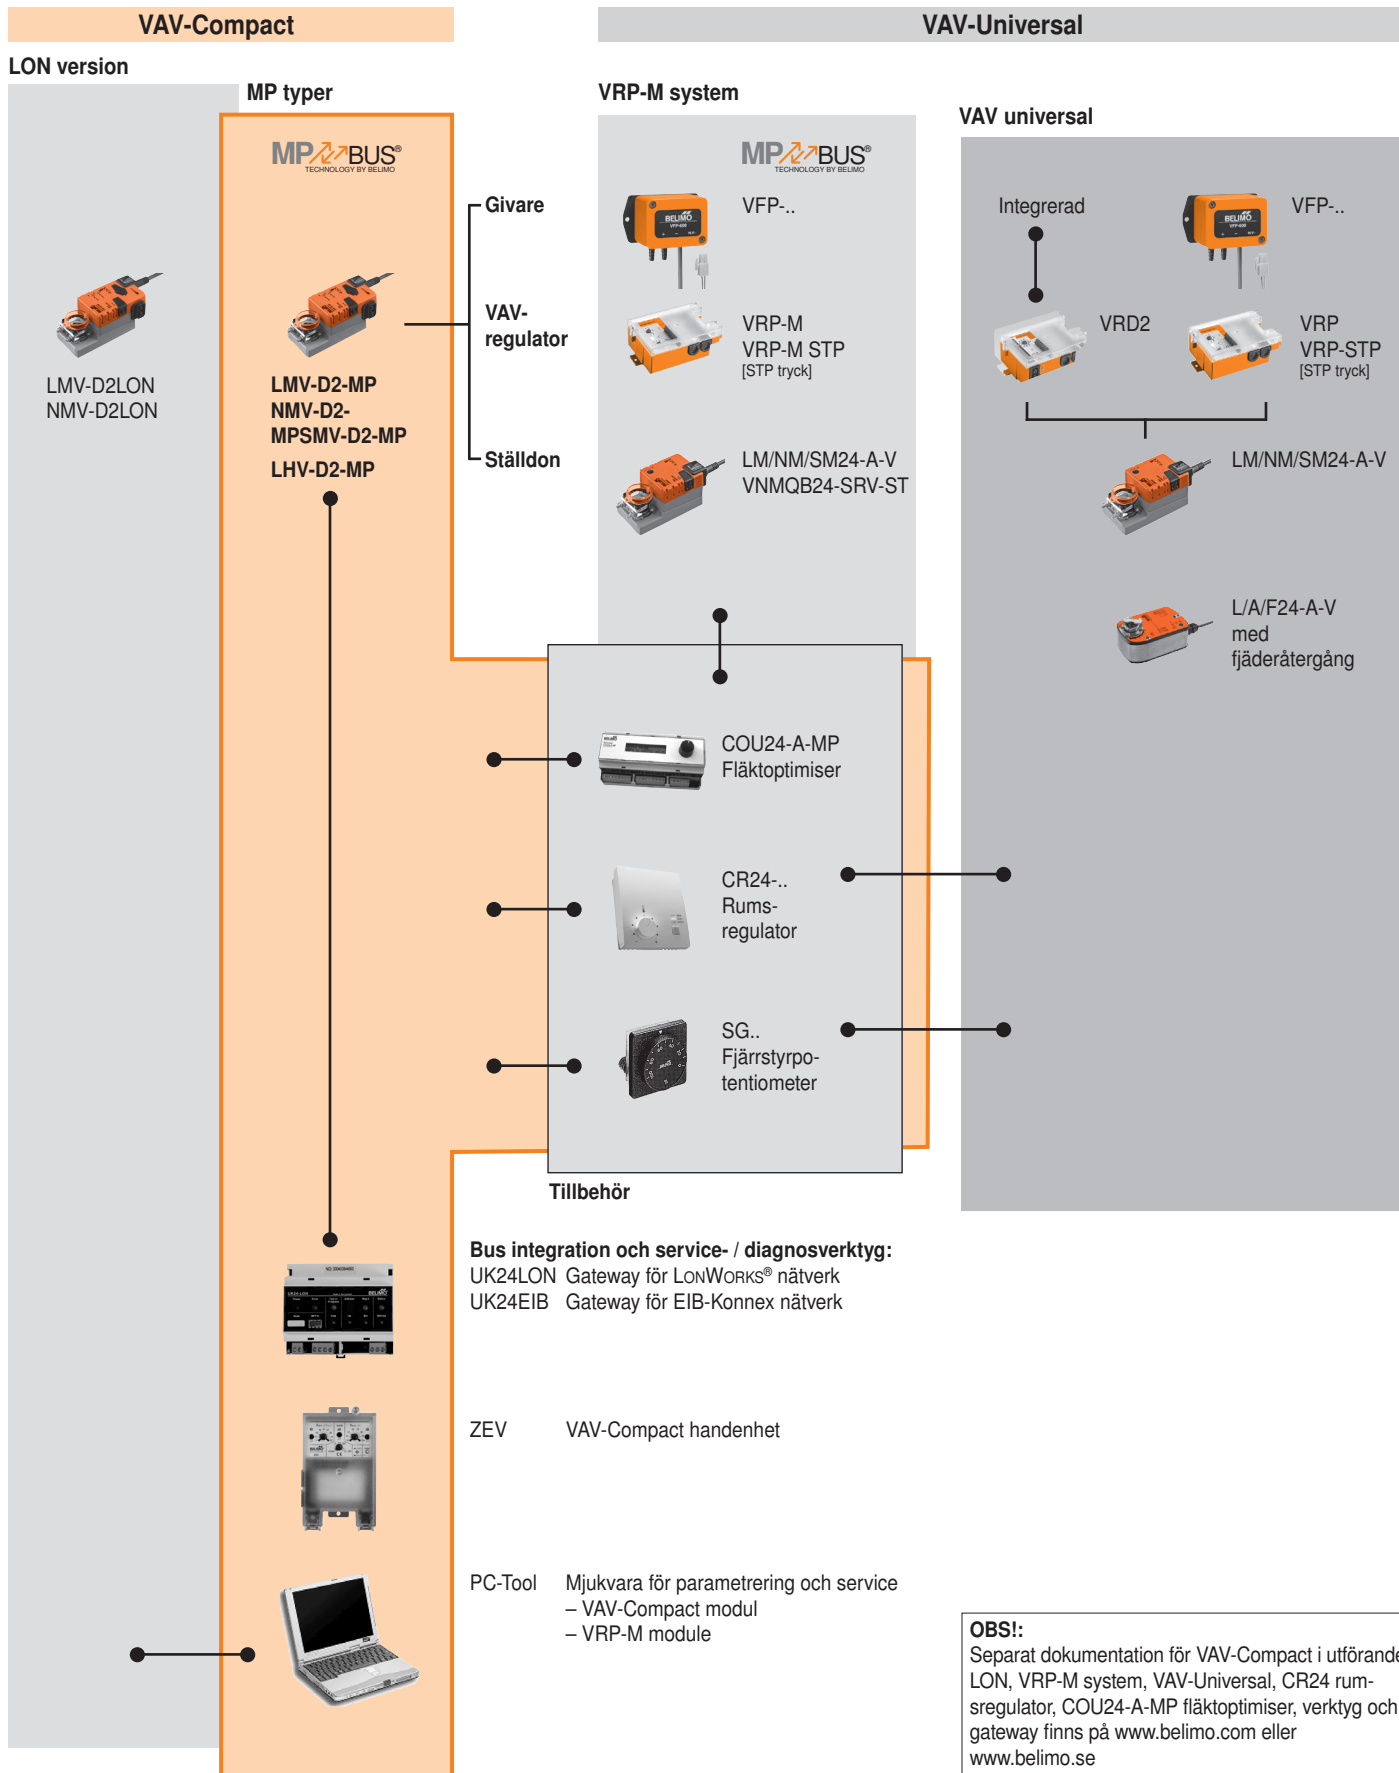 VAV-Compact
VAV-Universal
LON version
MP typer
VRP-M system
VAV universal
MP BUS®
TECHNOLOGY BY BELIMO
MP BUS®
TECHNOLOGY BY BELIMO
Givare
VFP-..
Integrerad
VFP-..
BELIMO
BELIMO
VAV-
regulator
VRP-M
VRP-M STP
[STP tryck]
VRD2
VRP
VRP-STP
[STP tryck]
LMV-D2LON
NMV-D2LON
LMV-D2-MP
NMV-D2-
MPSMV-D2-MP
LHV-D2-MP
Ställdon
LM/NM/SM24-A-V
VNMQB24-SRV-ST
LM/NM/SM24-A-V
L/A/F24-A-V
med
fjäderåtergång
COU24-A-MP
Fläktoptimiser
CR24-..
Rums-
regulator
SG..
Fjärrstyrpo-
tentiometer
Tillbehör
Bus integration och service- / diagnosverktyg:
UK24LON Gateway för LONWORKS® nätverk
UK24EIB Gateway för EIB-Konnex nätverk
UK24-LON
BELIMO
ZEV VAV-Compact handenhet
PC-Tool Mjukvara för parametrering och service
– VAV-Compact modul
– VRP-M module
OBS!:
Separat dokumentation för VAV-Compact i utförande
LON, VRP-M system, VAV-Universal, CR24 rum-
sregulator, COU24-A-MP fläktoptimiser, verktyg och
gateway finns på www.belimo.com eller
www.belimo.se